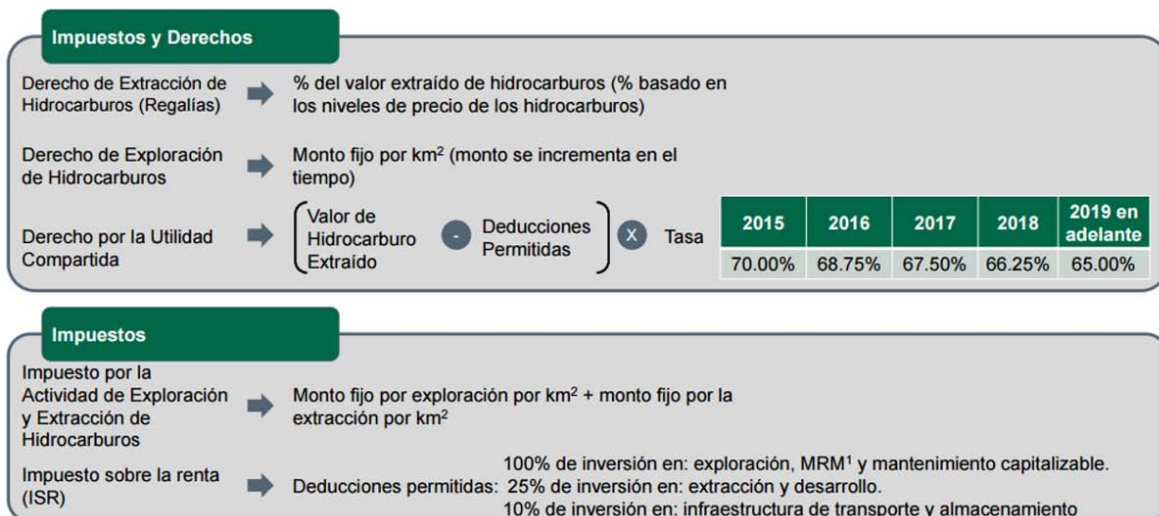 Impuestos y Derechos
Derecho de Extracción de
Hidrocarburos (Regalías)
% del valor extraído de hidrocarburos (% basado en
los niveles de precio de los hidrocarburos)
Derecho de Exploración
de Hidrocarburos
Monto fijo por km² (monto se incrementa en el
tiempo)
Derecho por la Utilidad
Compartida
Valor de
Hidrocarburo
Extraído
-
Deducciones
Permitidas
X
Tasa
2015 2016 2017 2018 2019 en adelante
70.00% 68.75% 67.50% 66.25% 65.00%
Impuestos
Impuesto por la
Actividad de Exploración
y Extracción de
Hidrocarburos
Monto fijo por exploración por km² + monto fijo por la
extracción por km²
Impuesto sobre la renta
(ISR)
Deducciones permitidas:
100% de inversión en: exploración, MRM¹ y mantenimiento capitalizable.
25% de inversión en: extracción y desarrollo.
10% de inversión en: infraestructura de transporte y almacenamiento